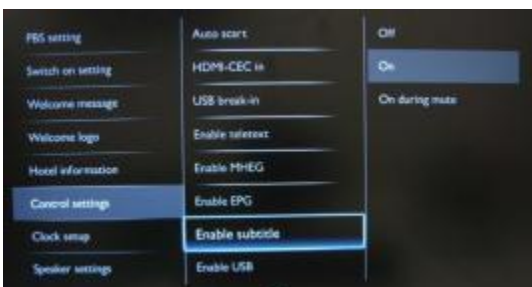 PBS setting
Switch on setting
Welcome message
Welcome logo
Hotel information
Control settings
Clock setup
Speaker settings
Auto start
HDMI-CEC in
USB break-in
Enable teletext
Enable MHEG
Enable EPG
Enable subtitle
Enable USB
Off
On
On during mute